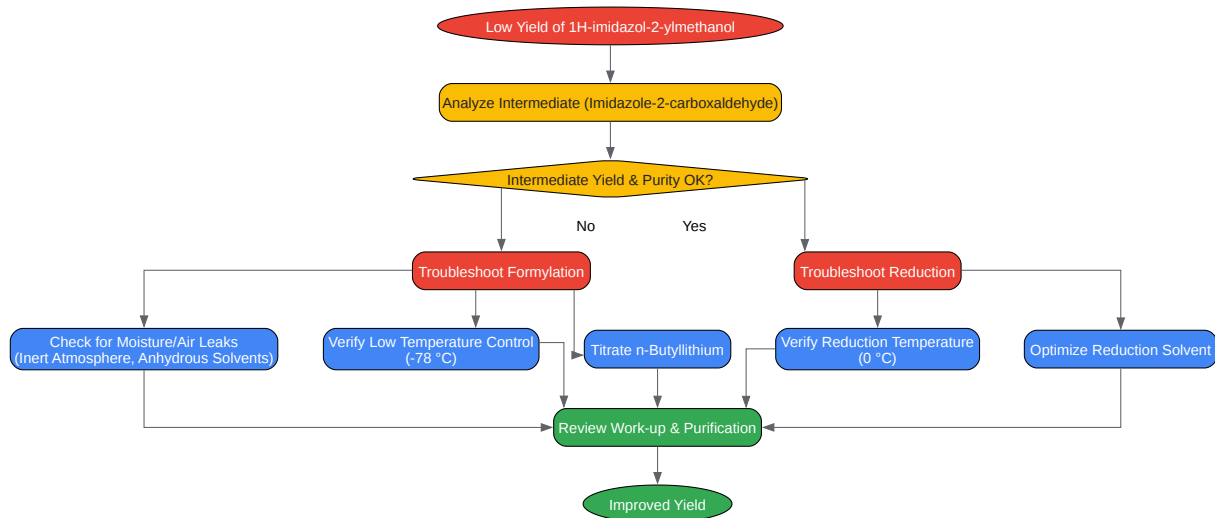 Low Yield of 1H-imidazol-2-ylmethanol
Analyze Intermediate (Imidazole-2-carboxaldehyde)
Intermediate Yield & Purity OK?
No
Yes
Troubleshoot Formylation
Troubleshoot Reduction
Check for Moisture/Air Leaks
(Inert Atmosphere, Anhydrous Solvents)
Verify Low Temperature Control
(-78 °C)
Titrate n-Butyllithium
Verify Reduction Temperature
(0 °C)
Optimize Reduction Solvent
Review Work-up & Purification
Improved Yield